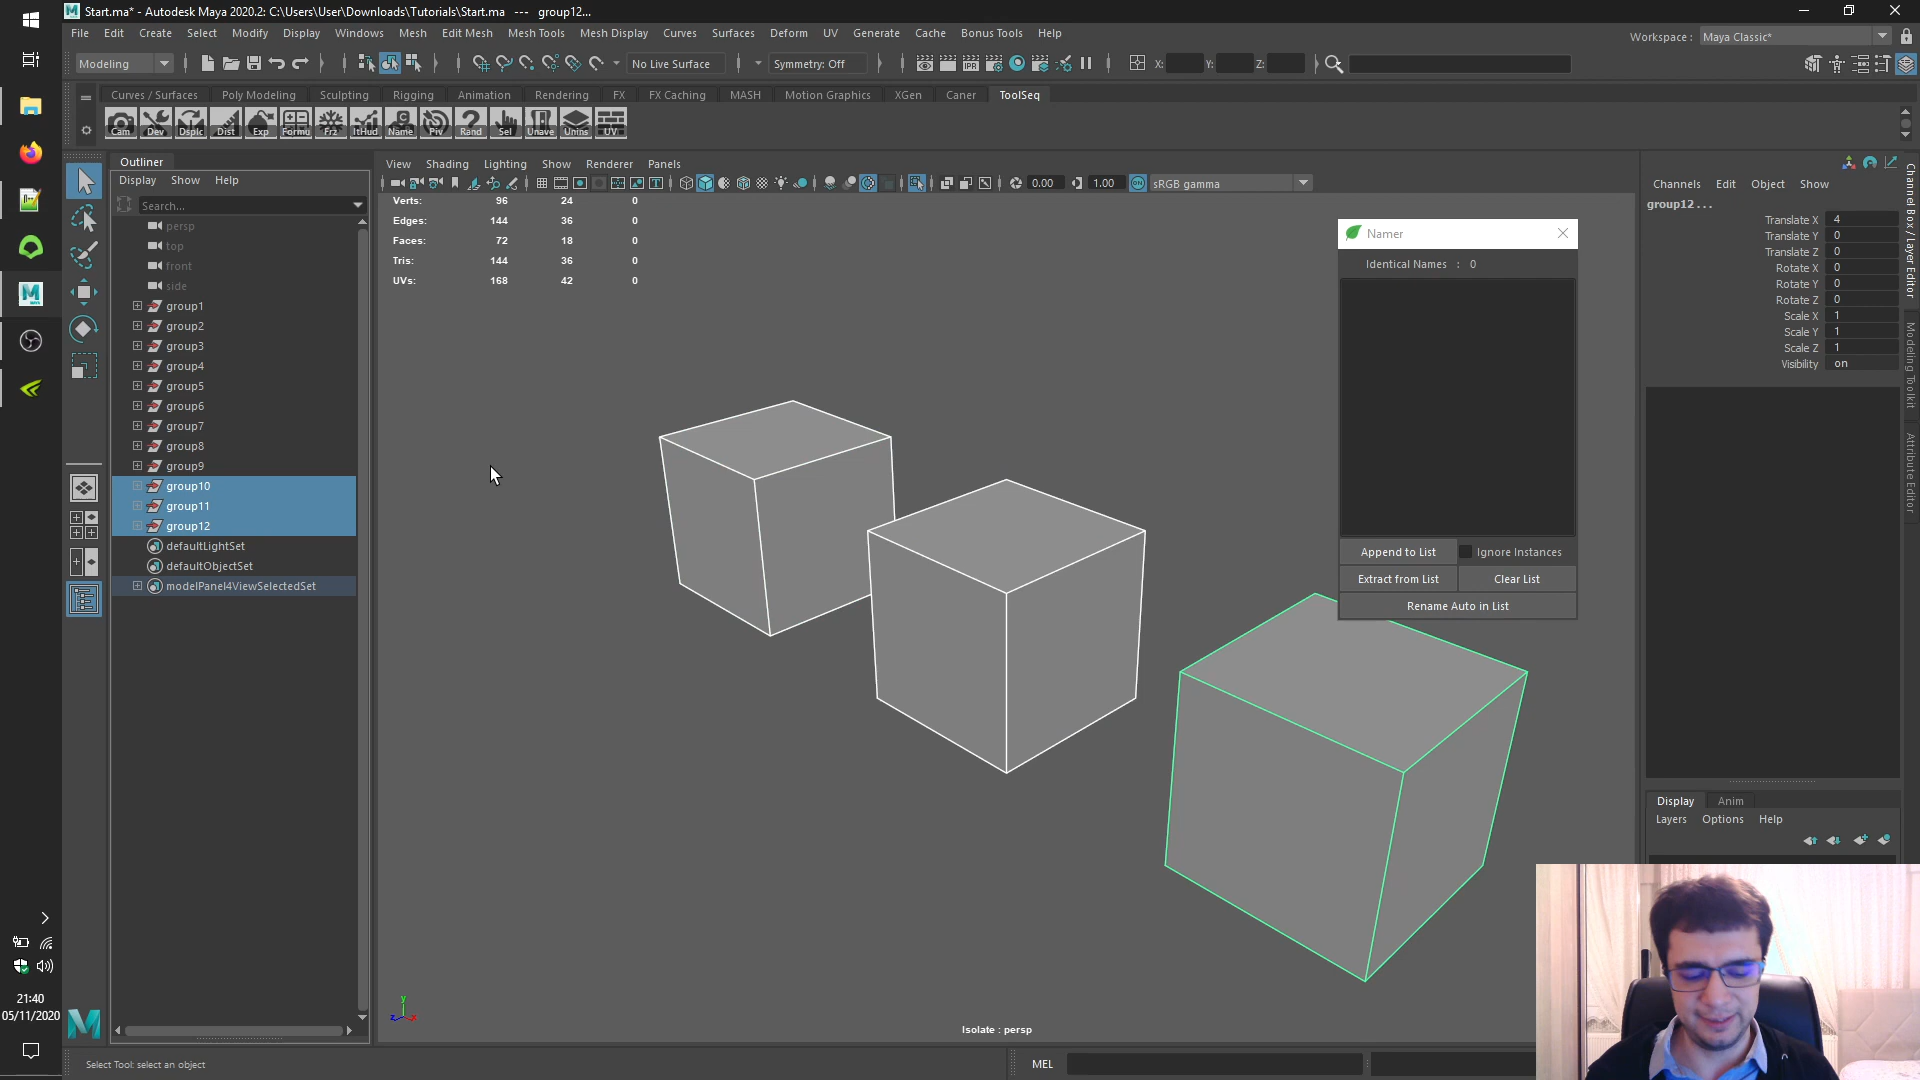 Start.ma* - Autodesk Maya 2020.2: C:\Users\User\Downloads\Tutorials\Start.ma --- group12...
File Edit Create Select Modify Display Windows Mesh Edit Mesh Mesh Tools Mesh Display Curves Surfaces Deform UV Generate Cache Bonus Tools Help
Workspace : Maya Classic*
Modeling
No Live Surface
Symmetry: Off
X: Y: Z:
Curves / Surfaces Poly Modeling Sculpting Rigging Animation Rendering FX FX Caching MASH Motion Graphics XGen Caner ToolSeq
Cam Dev Dsplc Dist Exp Formu Frz ItHud Name Piv Rand Sel Unave Unins UV
Outliner
Display Show Help
Search...
persp
top
front
side
group1
group2
group3
group4
group5
group6
group7
group8
group9
group10
group11
group12
defaultLightSet
defaultObjectSet
modelPanel4ViewSelectedSet
View Shading Lighting Show Renderer Panels
0.00 1.00 ON sRGB gamma
Verts: 96 24 0
Edges: 144 36 0
Faces: 72 18 0
Tris: 144 36 0
UVs: 168 42 0
Namer
Identical Names : 0
Append to List Ignore Instances
Extract from List Clear List
Rename Auto in List
Channels Edit Object Show
group12...
Translate X 4
Translate Y 0
Translate Z 0
Rotate X 0
Rotate Y 0
Rotate Z 0
Scale X 1
Scale Y 1
Scale Z 1
Visibility on
Channel Box / Layer Editor
Modeling Toolkit
Attribute Editor
Display Anim
Layers Options Help
y
z x
Isolate : persp
21:40
05/11/2020
Select Tool: select an object
MEL